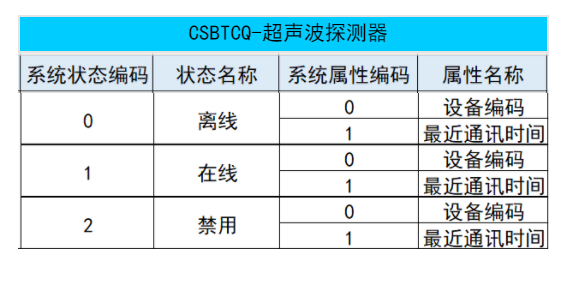 CSBTCQ-超声波探测器
系统状态编码 状态名称 系统属性编码 属性名称
0 离线 0 设备编码
1 最近通讯时间
1 在线 0 设备编码
1 最近通讯时间
2 禁用 0 设备编码
1 最近通讯时间